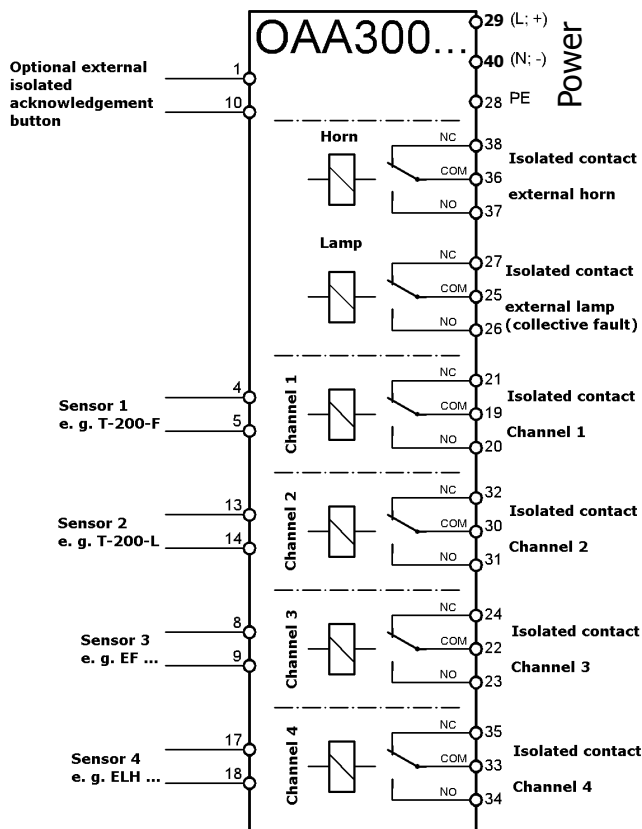 OAA300...
29 (L; +)
40 (N; -)
28 PE
Power
Optional external
isolated
acknowledgement
button
1
10
Horn
NC
COM
NO
38
36
37
Isolated contact
external horn
Lamp
NC
COM
NO
27
25
26
Isolated contact
external lamp
(collective fault)
Sensor 1
e. g. T-200-F
4
5
Channel 1
NC
COM
NO
21
19
20
Isolated contact
Channel 1
Sensor 2
e. g. T-200-L
13
14
Channel 2
NC
COM
NO
32
30
31
Isolated contact
Channel 2
Sensor 3
e. g. EF ...
8
9
Channel 3
NC
COM
NO
24
22
23
Isolated contact
Channel 3
Sensor 4
e. g. ELH ...
17
18
Channel 4
NC
COM
NO
35
33
34
Isolated contact
Channel 4